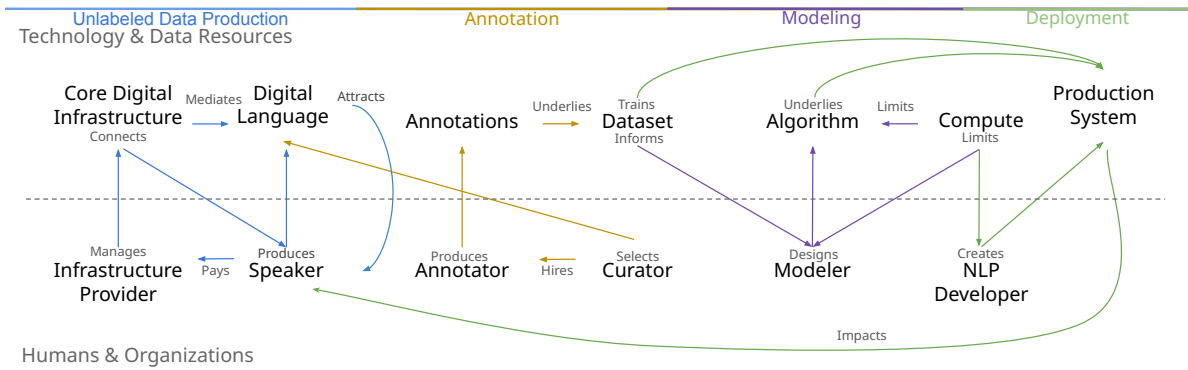 Unlabeled Data Production
Annotation
Modeling
Deployment
Technology & Data Resources
Core Digital
Infrastructure
Connects
Mediates
Digital
Language
Attracts
Annotations
Underlies
Trains
Dataset
Informs
Underlies
Algorithm
Limits
Compute
Limits
Production
System
Manages
Infrastructure
Provider
Pays
Produces
Speaker
Produces
Annotator
Hires
Selects
Curator
Designs
Modeler
Creates
NLP
Developer
Impacts
Humans & Organizations